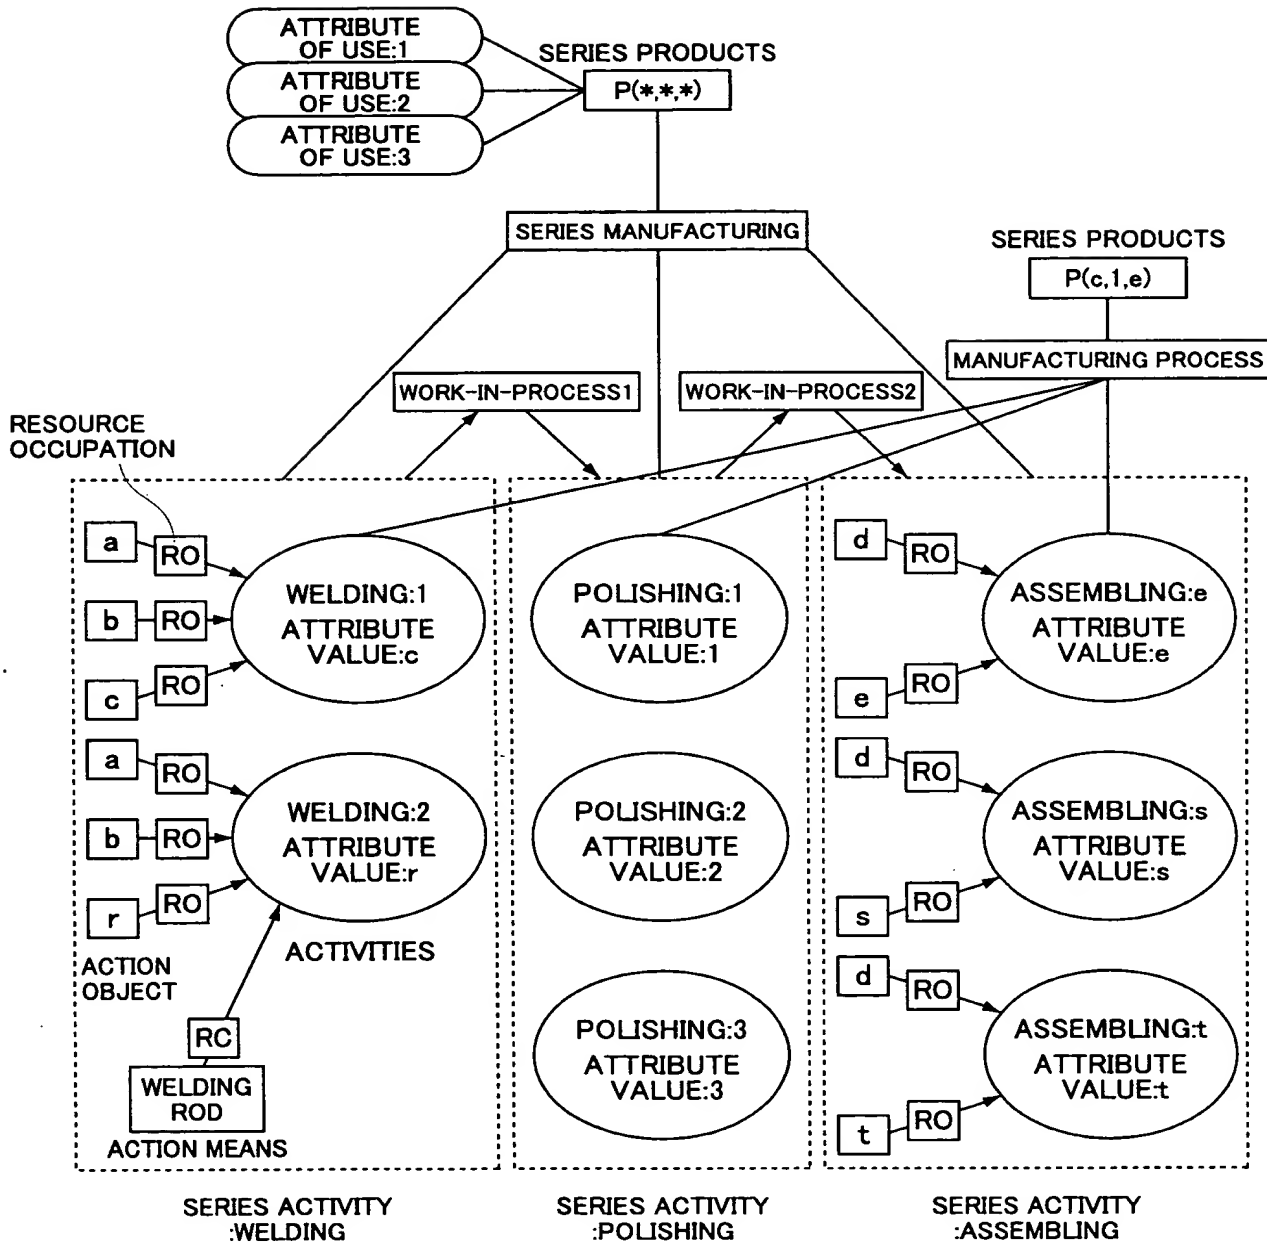 ATTRIBUTE
OF USE:1
ATTRIBUTE
OF USE:2
ATTRIBUTE
OF USE:3
SERIES PRODUCTS
P(*,*,*)
SERIES MANUFACTURING
SERIES PRODUCTS
P(c,1,e)
MANUFACTURING PROCESS
WORK-IN-PROCESS1
WORK-IN-PROCESS2
RESOURCE
OCCUPATION
a
RO
b
RO
c
RO
WELDING:1
ATTRIBUTE
VALUE:c
a
RO
b
RO
r
RO
WELDING:2
ATTRIBUTE
VALUE:r
ACTION
OBJECT
ACTIVITIES
RC
WELDING
ROD
ACTION MEANS
POLISHING:1
ATTRIBUTE
VALUE:1
POLISHING:2
ATTRIBUTE
VALUE:2
POLISHING:3
ATTRIBUTE
VALUE:3
d
RO
e
RO
ASSEMBLING:e
ATTRIBUTE
VALUE:e
d
RO
s
RO
ASSEMBLING:s
ATTRIBUTE
VALUE:s
d
RO
t
RO
ASSEMBLING:t
ATTRIBUTE
VALUE:t
SERIES ACTIVITY
:WELDING
SERIES ACTIVITY
:POLISHING
SERIES ACTIVITY
:ASSEMBLING